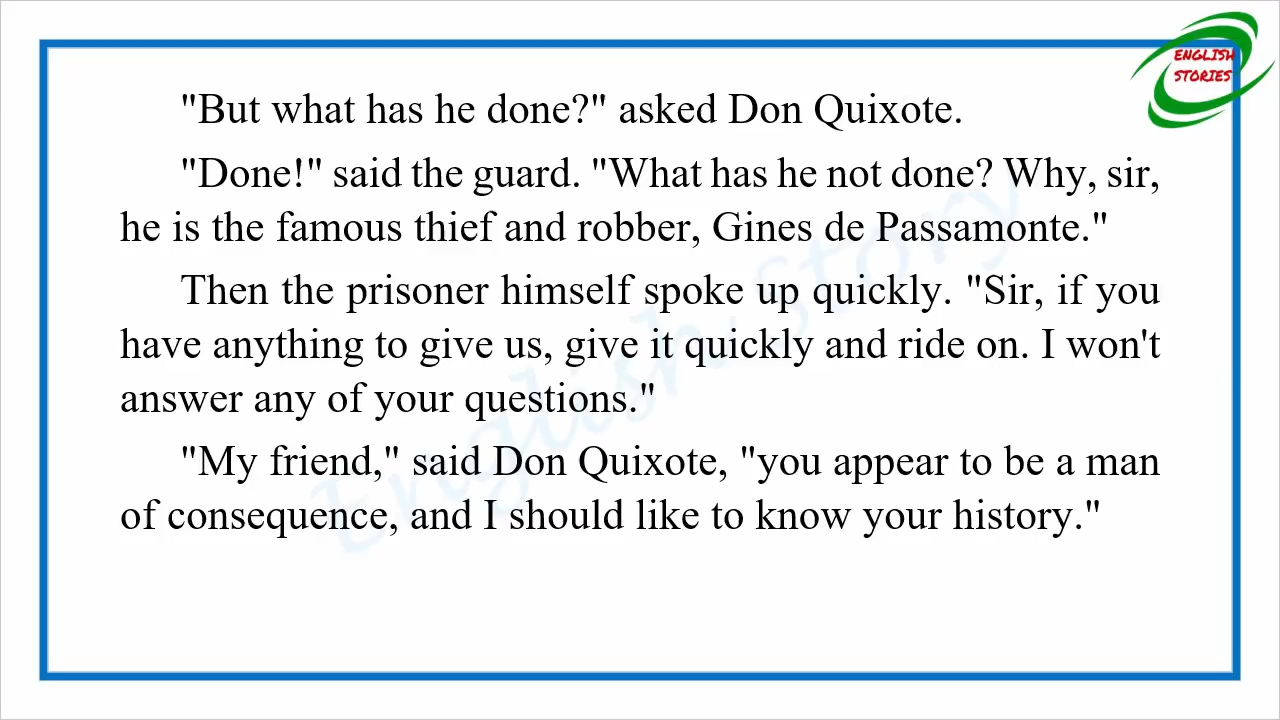 ENGLISH
STORIES
"But what has he done?" asked Don Quixote.
"Done!" said the guard. "What has he not done? Why, sir,
he is the famous thief and robber, Gines de Passamonte."
Then the prisoner himself spoke up quickly. "Sir, if you
have anything to give us, give it quickly and ride on. I won't
answer any of your questions."
"My friend," said Don Quixote, "you appear to be a man
of consequence, and I should like to know your history."
English story